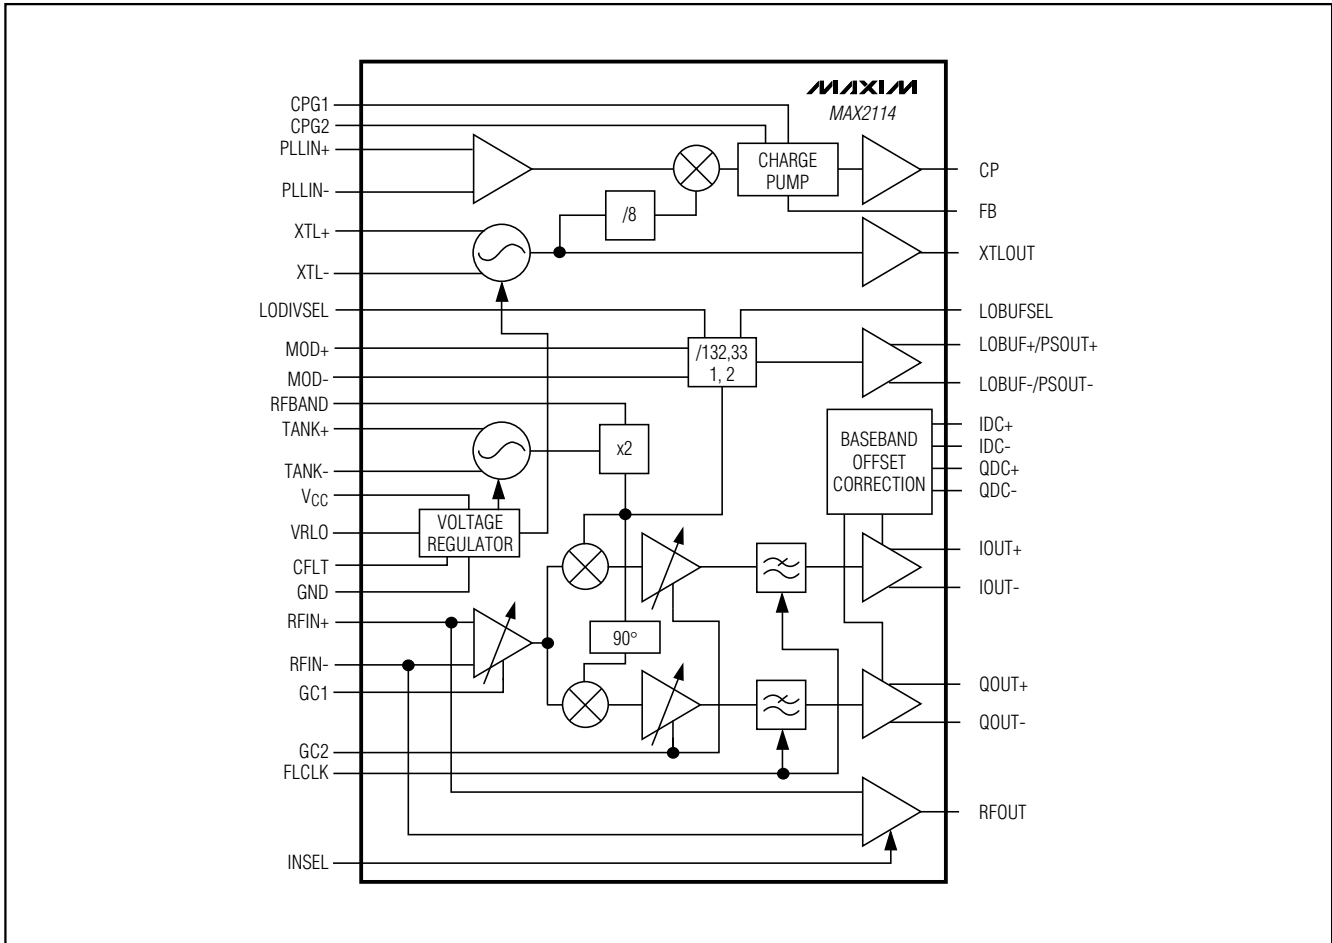 MAXIM
MAX2114
CPG1
CPG2
PLLIN+
PLLIN-
XTL+
XTL-
LODIVSEL
MOD+
MOD-
RFBAND
TANK+
TANK-
VCC
VRLO
CFLT
GND
RFIN+
RFIN-
GC1
GC2
FLCLK
INSEL
CHARGE
PUMP
/8
/132,33
1, 2
x2
VOLTAGE
REGULATOR
90°
BASEBAND
OFFSET
CORRECTION
CP
FB
XTLOUT
LOBUFSEL
LOBUF+/PSOUT+
LOBUF-/PSOUT-
IDC+
IDC-
QDC+
QDC-
IOUT+
IOUT-
QOUT+
QOUT-
RFOUT